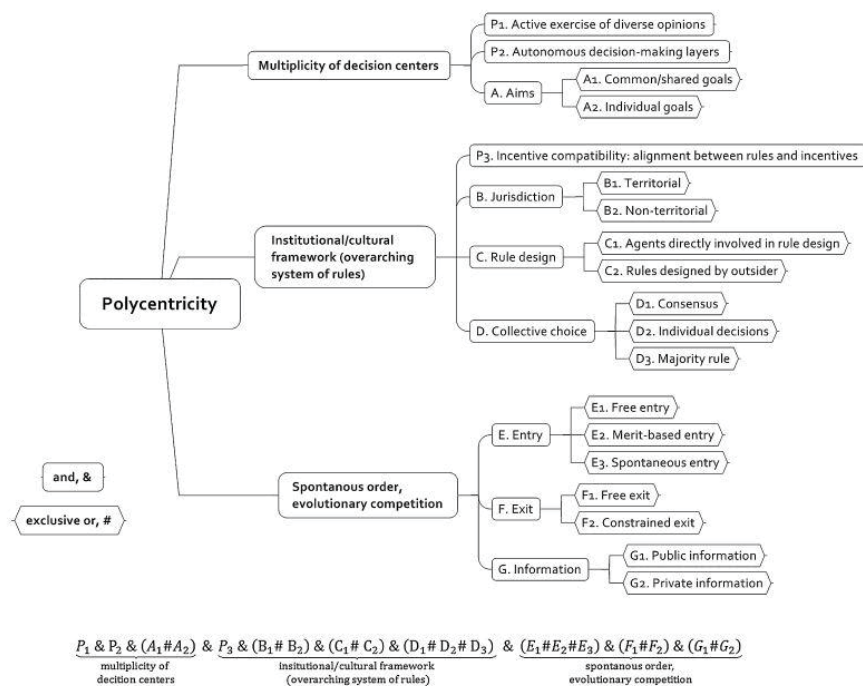 P1. Active exercise of diverse opinions
Multiplicity of decision centers
P2. Autonomous decision-making layers
A. Aims
A1. Common/shared goals
A2. Individual goals
P3. Incentive compatibility: alignment between rules and incentives
B. Jurisdiction
B1. Territorial
B2. Non-territorial
Institutional/cultural
framework (overarching
system of rules)
C. Rule design
C1. Agents directly involved in rule design
C2. Rules designed by outsider
Polycentricity
D. Collective choice
D1. Consensus
D2. Individual decisions
D3. Majority rule
E. Entry
E1. Free entry
E2. Merit-based entry
E3. Spontaneous entry
and, &
exclusive or, #
Spontanous order,
evolutionary competition
F. Exit
F1. Free exit
F2. Constrained exit
G. Information
G1. Public information
G2. Private information
P₁ & P₂ & (A₁#A₂) & P₃ & (B₁# B₂) & (C₁# C₂) & (D₁# D₂# D₃) & (E₁#E₂#E₃) & (F₁#F₂) & (G₁#G₂)
multiplicity of
decition centers
insitutional/cultural framework
(overarching system of rules)
spontanous order,
evolutionary competition